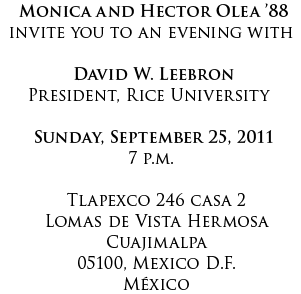 Monica and Hector Olea '88
invite you to an evening with
David W. Leebron
President, Rice University
Sunday, September 25, 2011
7 p.m.
Tlapexco 246 casa 2
Lomas de Vista Hermosa
Cuajimalpa
05100, Mexico D.F.
México